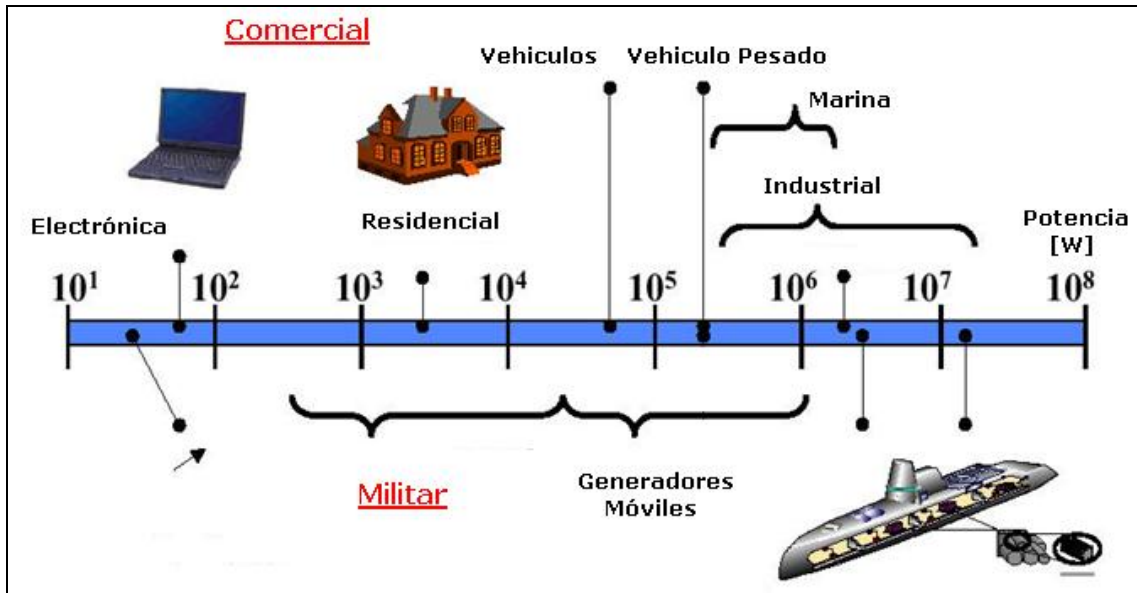 Comercial
Vehiculos
Vehiculo Pesado
Marina
Industrial
Electrónica
Residencial
Potencia
[W]
10¹
10²
10³
10⁴
10⁵
10⁶
10⁷
10⁸
Militar
Generadores
Móviles